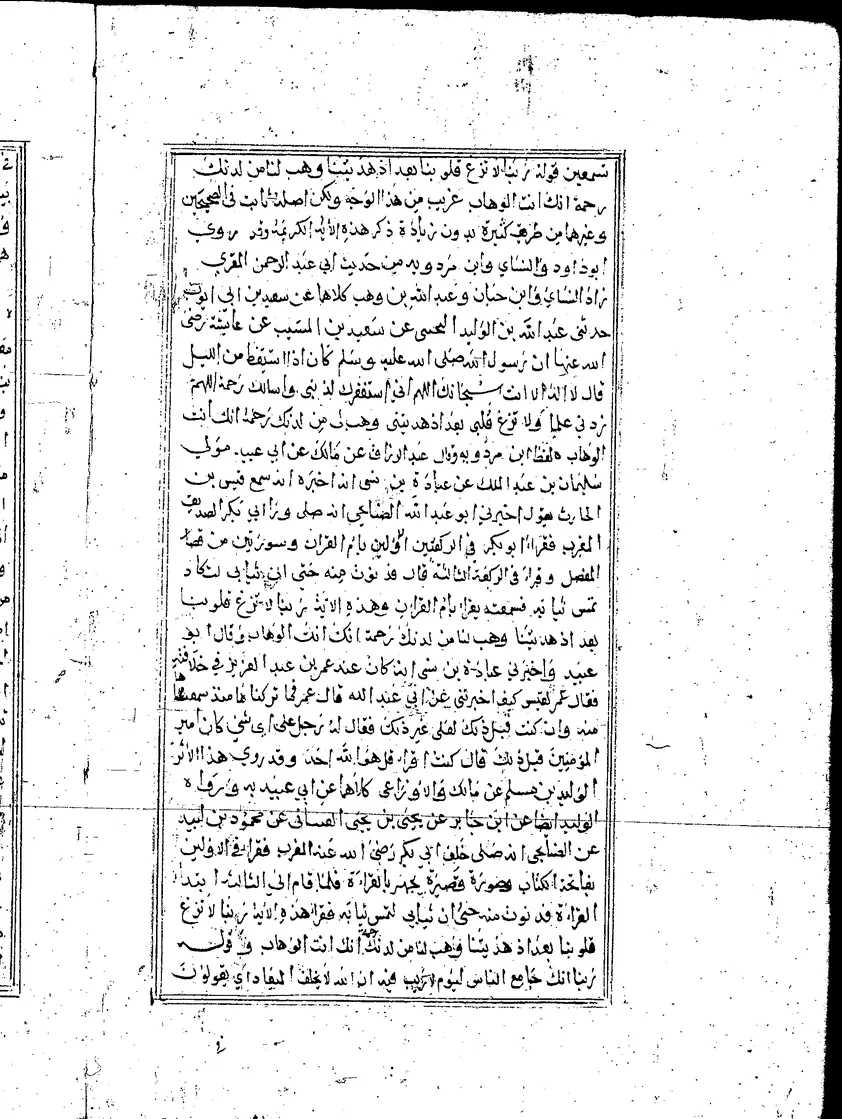 تسمعين قوله ربنا لا تزغ قلوبنا بعد اذ هديتنا وهب لنا من لدنك
رحمة انك انت الوهاب غريب من هذا الوجه ولكن اصله ثابت في الصحيحين
وغيرهما من طرق كثيرة بدون زيادة ذكر هذه الآية الكريمة وقد روي
ابو داود والنساي وابن مردويه من حديث ابي عبد الرحمن المقري
زاد النساي وابن حبان وعبد الله بن وهب كلاهما عن سعيد بن ابي ايوب
حدثني عبد الله بن الوليد التجيبي عن سعيد بن المسيب عن عايشة رضي
الله عنها ان رسول الله صلى الله عليه وسلم كان اذا استيقظ من الليل
قال لا اله الا انت سبحانك اللهم اني استغفرك لذنبي واسالك رحمة اللهم
زدني علما ولا تزغ قلبي بعد اذ هديتني وهب لي من لدنك رحمة انك انت
الوهاب لفظ ابن مردويه وقال عبد الرزاق عن مالك عن ابي عبيد مولي
سليمان بن عبد الملك عن عبادة بن نسي انه اخبره انه سمع قيس بن
الحارث يقول اخبرني ابو عبد الله الصنابحي انه صلى ورا ابي بكر الصديق
المغرب فقرا ابو بكر في الركعتين الاوليين بام القران وسورتين من قصار
المفصل وقرا في الركعة الثالثة قال فدنوت منه حتى ان ثيابي لتكاد
تمس ثيابه فسمعته يقرا بام القران وهذه الاية ربنا لا تزغ قلوبنا
بعد اذ هديتنا وهب لنا من لدنك رحمة انك انت الوهاب وقال ابو
عبيد واخبرني عبادة بن نسي انه كان عند عمر بن عبد العزيز في خلافته
فقال عمر لقيس كيف اخبرتني عن ابي عبد الله قال عمر فما تركناها منذ سمعناها
منه وان كنت قبل ذلك لعلى غير ذلك فقال له رجل على اي شي كان امير
المؤمنين قبل ذلك قال كنت اقرا قل هو الله احد وقد روي هذا الاثر
الوليد بن مسلم عن مالك والاوزاعي كلاهما عن ابي عبيد به ورواه
الوليد ايضا عن ابن جابر عن يحيى بن يحيى الغساني عن محمود بن لبيد
عن الصنابحي انه صلى خلف ابي بكر رضي الله عنه المغرب فقرا في الاوليين
بفاتحة الكتاب وسورة قصيرة يجهر بالقراءة فلما قام الى الثالثة ابتدا
القراءة فدنوت منه حتى ان ثيابي لتمس ثيابه فقرا هذه الاية ربنا لا تزغ
قلوبنا بعد اذ هديتنا وهب لنا من لدنك رحمة انك انت الوهاب وقوله
ربنا انك جامع الناس ليوم لا ريب فيه ان الله لا يخلف الميعاد اي يقولون